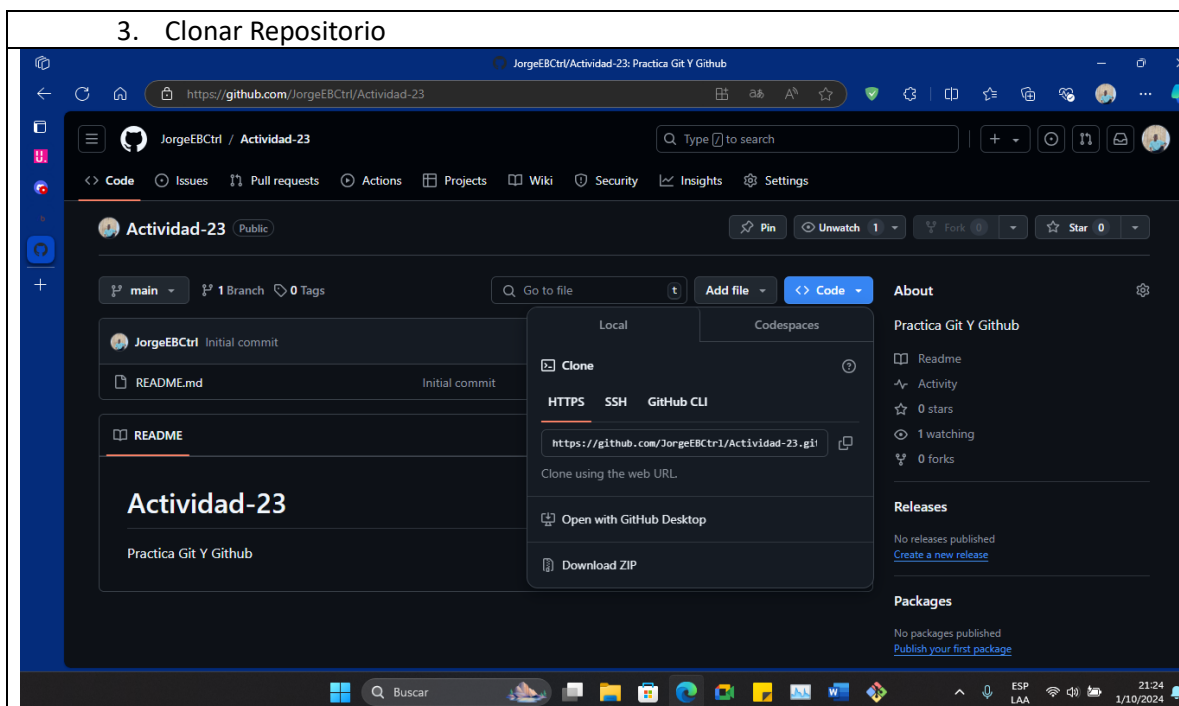 3. Clonar Repositorio
JorgeEBCtrl/Actividad-23: Practica Git Y Github
https://github.com/JorgeEBCtrl/Actividad-23
JorgeEBCtrl / Actividad-23
Type / to search
Code Issues Pull requests Actions Projects Wiki Security Insights Settings
Actividad-23 Public
Pin Unwatch 1 Fork 0 Star 0
main 1 Branch 0 Tags
Go to file t
Add file Code
About
Local Codespaces
Practica Git Y Github
JorgeEBCtrl Initial commit
Readme
Clone
README.md Initial commit
Activity
HTTPS SSH GitHub CLI
0 stars
README
https://github.com/JorgeEBCtrl/Actividad-23.git
1 watching
0 forks
Clone using the web URL.
Actividad-23
Releases
Open with GitHub Desktop
No releases published
Create a new release
Practica Git Y Github
Download ZIP
Packages
No packages published
Publish your first package
Buscar
ESP
LAA
21:24
1/10/2024